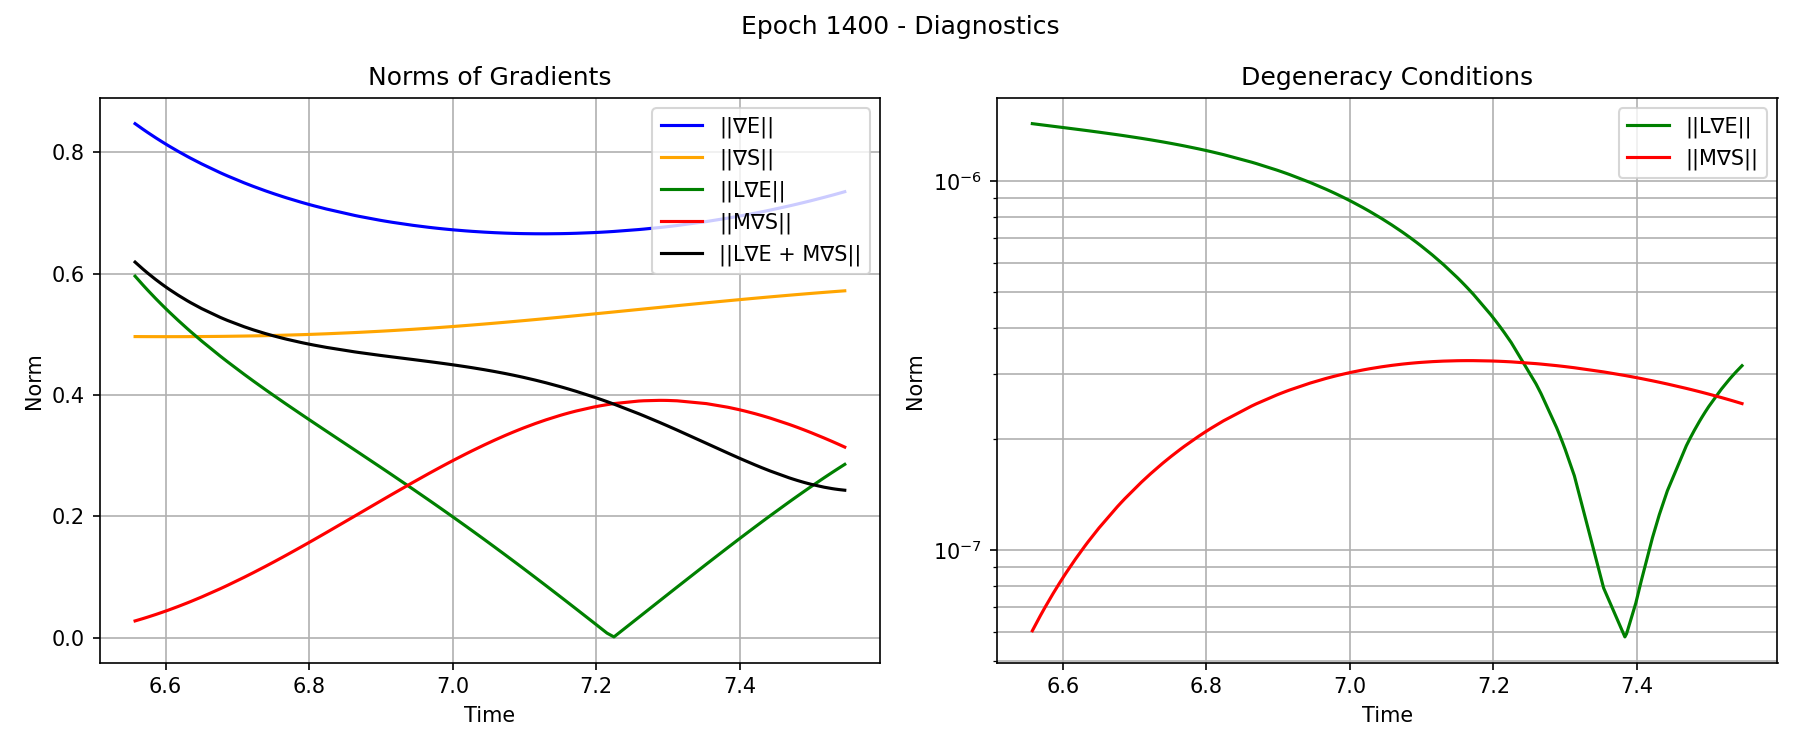 Epoch 1400 - Diagnostics
Norms of Gradients
Norm
0.8
0.6
0.4
0.2
0.0
||∇E||
||∇S||
||L∇E||
||M∇S||
||L∇E + M∇S||
6.6 6.8 7.0 7.2 7.4
Time
Degeneracy Conditions
Norm
10⁻⁶
10⁻⁷
||L∇E||
||M∇S||
6.6 6.8 7.0 7.2 7.4
Time